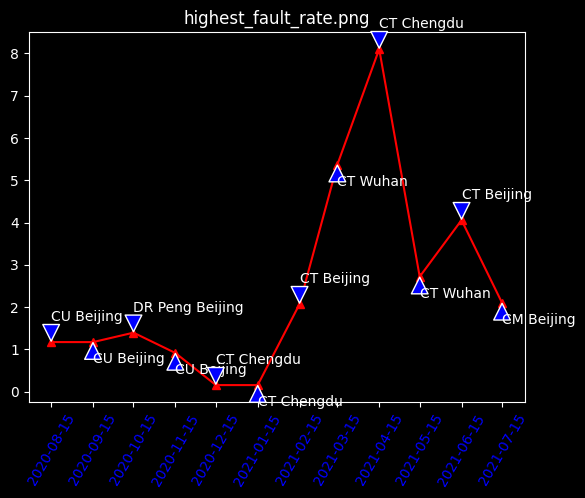 highest_fault_rate.png
CT Chengdu
8
7
6
5
4
3
2
1
0
CT Wuhan
CT Beijing
CT Beijing
CT Wuhan
CM Beijing
DR Peng Beijing
CU Beijing
CU Beijing
CU Beijing
CT Chengdu
CT Chengdu
2020-08-15
2020-09-15
2020-10-15
2020-11-15
2020-12-15
2021-01-15
2021-02-15
2021-03-15
2021-04-15
2021-05-15
2021-06-15
2021-07-15